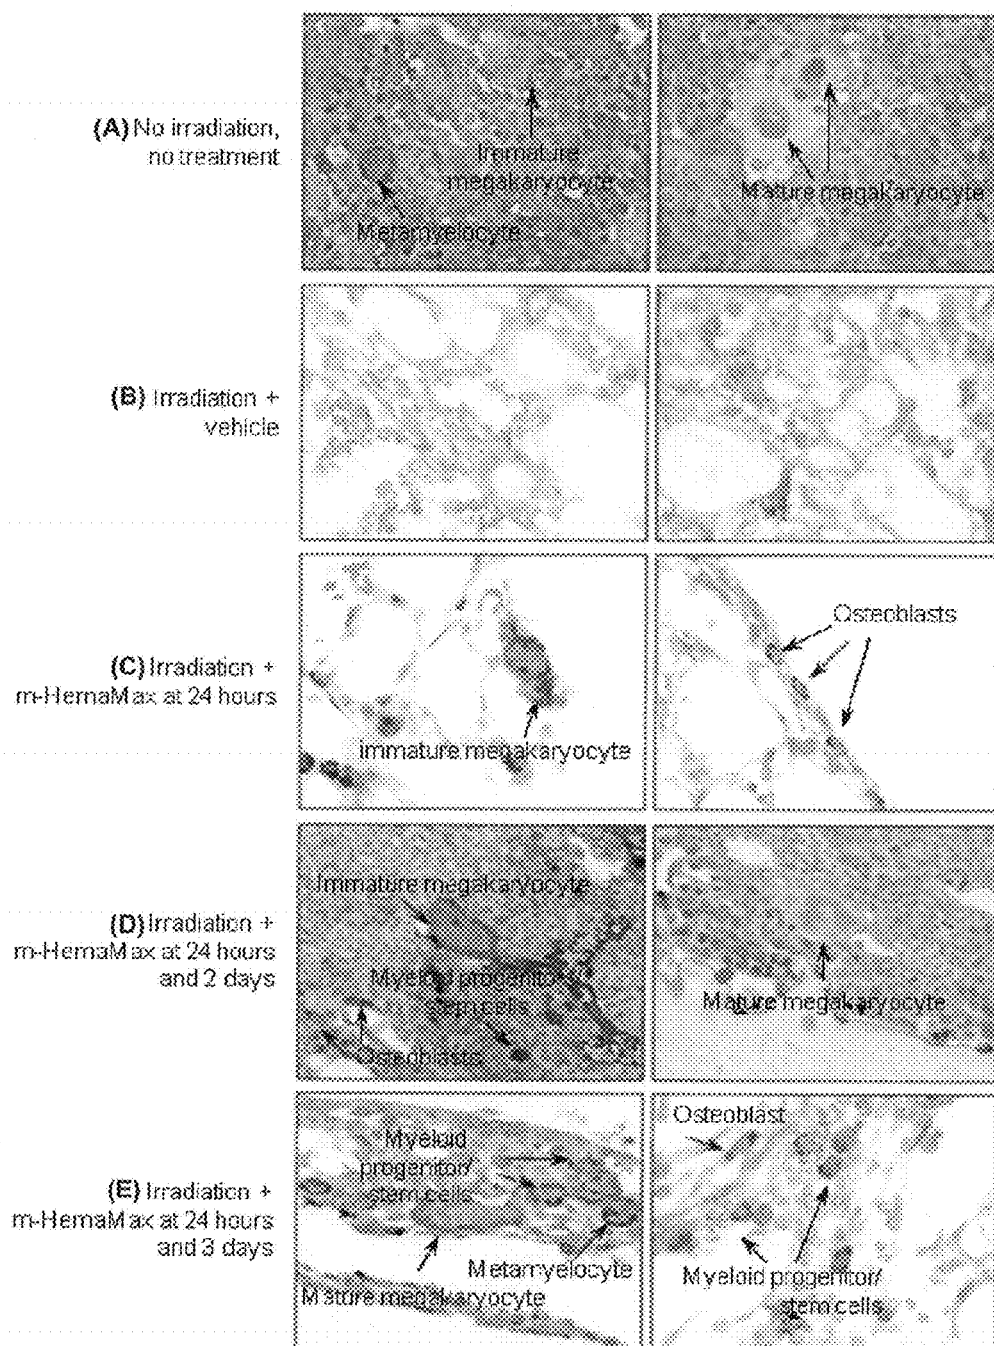 (A) No irradiation,
no treatment
Immature
megakaryocyte
Metamyelocyte
Mature megakaryocyte
(B) Irradiation +
vehicle
(C) Irradiation +
m-HemaMax at 24 hours
immature megakaryocyte
Osteoblasts
(D) Irradiation +
m-HemaMax at 24 hours
and 2 days
Immature megakaryocyte
Myeloid progenitor/
stem cells
Osteoblasts
Mature megakaryocyte
(E) Irradiation +
m-HemaMax at 24 hours
and 3 days
Myeloid
progenitor/
stem cells
Metamyelocyte
Mature megakaryocyte
Osteoblast
Myeloid progenitor/
stem cells